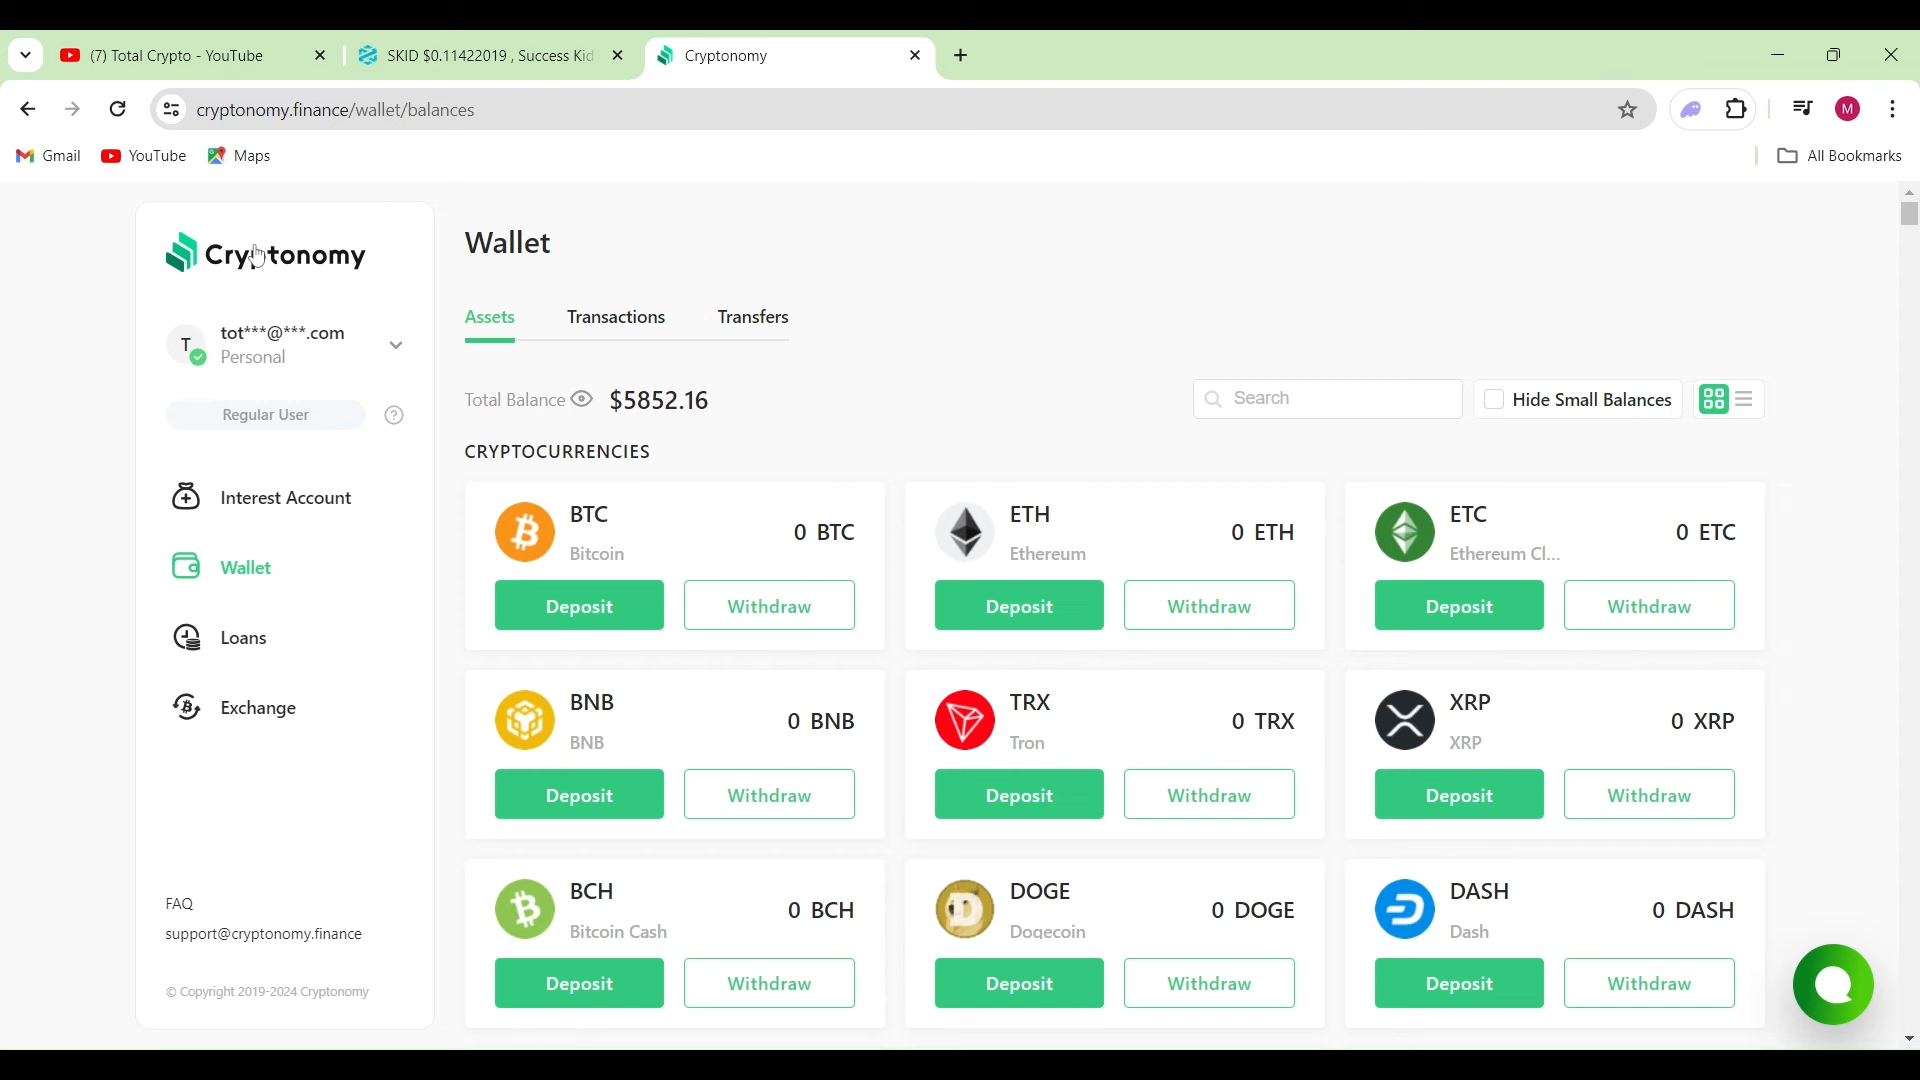 (7) Total Crypto - YouTube
SKID $0.11422019 , Success Kid
Cryptonomy
cryptonomy.finance/wallet/balances
M
Gmail
YouTube
Maps
All Bookmarks
Cryptonomy
T
tot***@***.com
Personal
Regular User
?
Interest Account
Wallet
Loans
Exchange
FAQ
support@cryptonomy.finance
© Copyright 2019-2024 Cryptonomy
Wallet
Assets
Transactions
Transfers
Total Balance
$5852.16
Search
Hide Small Balances
CRYPTOCURRENCIES
BTC
Bitcoin
0 BTC
Deposit
Withdraw
ETH
Ethereum
0 ETH
Deposit
Withdraw
ETC
Ethereum Cl...
0 ETC
Deposit
Withdraw
BNB
BNB
0 BNB
Deposit
Withdraw
TRX
Tron
0 TRX
Deposit
Withdraw
XRP
XRP
0 XRP
Deposit
Withdraw
BCH
Bitcoin Cash
0 BCH
Deposit
Withdraw
DOGE
Dogecoin
0 DOGE
Deposit
Withdraw
DASH
Dash
0 DASH
Deposit
Withdraw